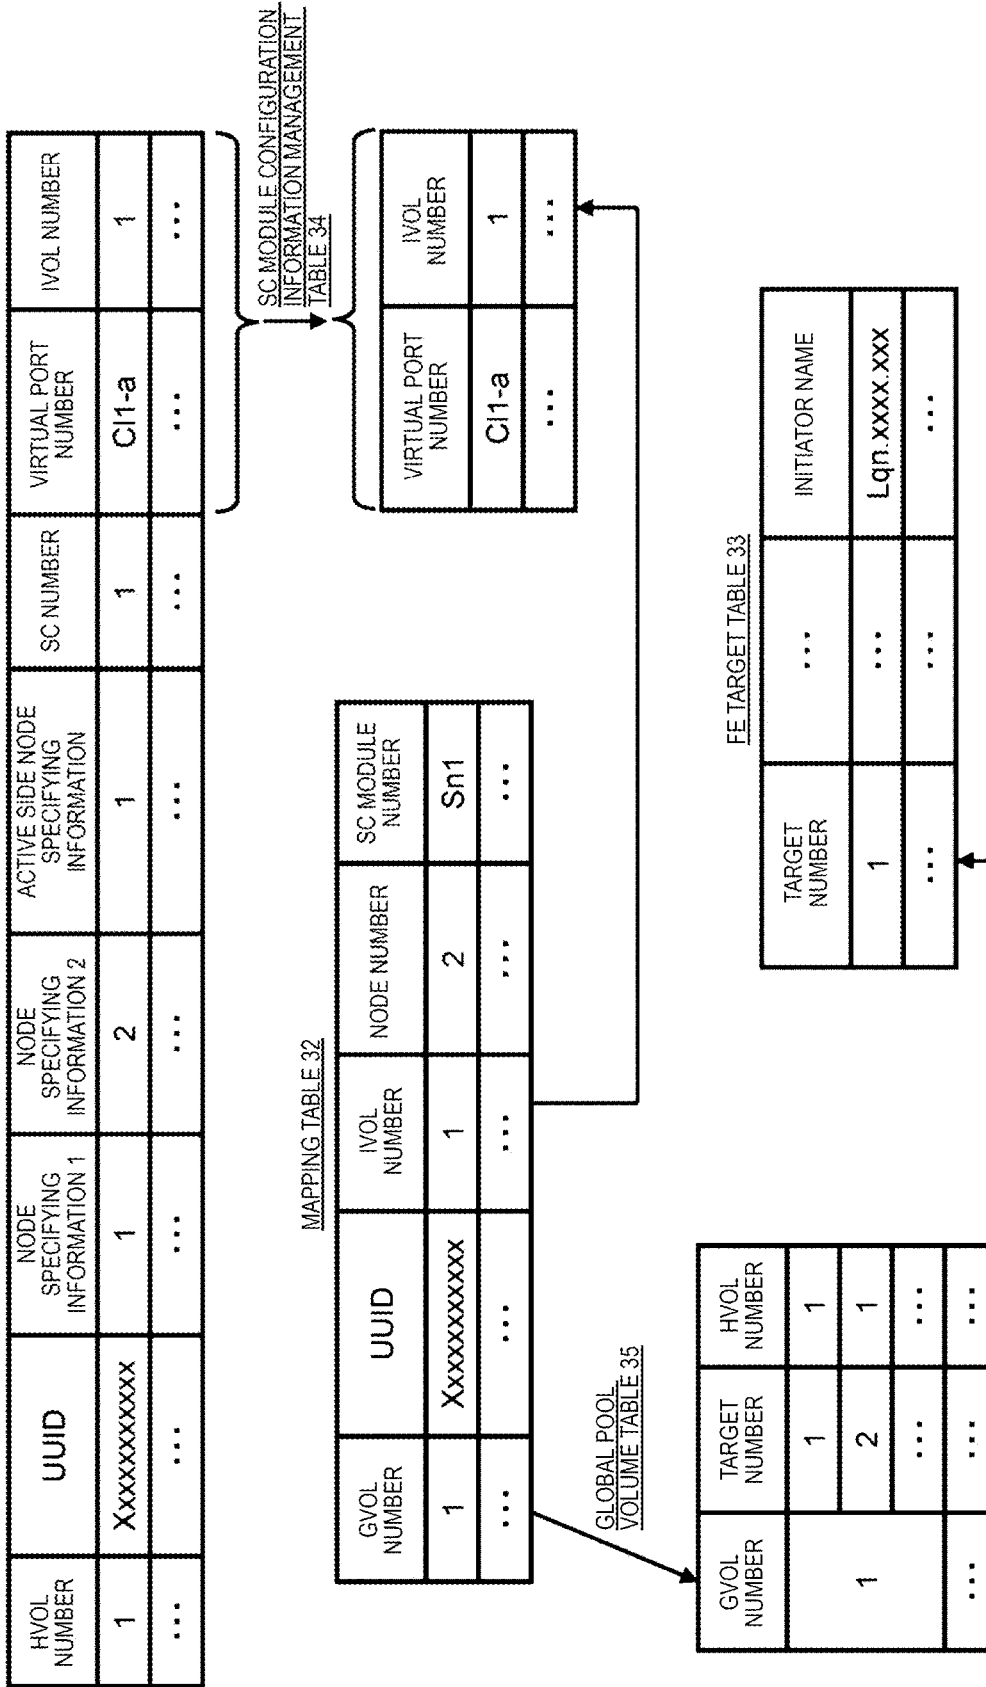 HVOL NUMBER
UUID
NODE SPECIFYING INFORMATION 1
NODE SPECIFYING INFORMATION 2
ACTIVE SIDE NODE SPECIFYING INFORMATION
SC NUMBER
VIRTUAL PORT NUMBER
IVOL NUMBER
1
Xxxxxxxxxx
1
2
1
1
Cl1-a
1
...
...
...
...
...
...
...
...
SC MODULE CONFIGURATION
INFORMATION MANAGEMENT
TABLE 34
VIRTUAL PORT NUMBER
IVOL NUMBER
Cl1-a
1
...
...
MAPPING TABLE 32
GVOL NUMBER
UUID
IVOL NUMBER
NODE NUMBER
SC MODULE NUMBER
1
Xxxxxxxxxx
1
2
Sn1
...
...
...
...
...
GLOBAL POOL
VOLUME TABLE 35
GVOL NUMBER
TARGET NUMBER
HVOL NUMBER
1
1
1
2
1
...
...
...
...
...
FE TARGET TABLE 33
TARGET NUMBER
...
INITIATOR NAME
1
...
Lqn.xxxx.xxx
...
...
...